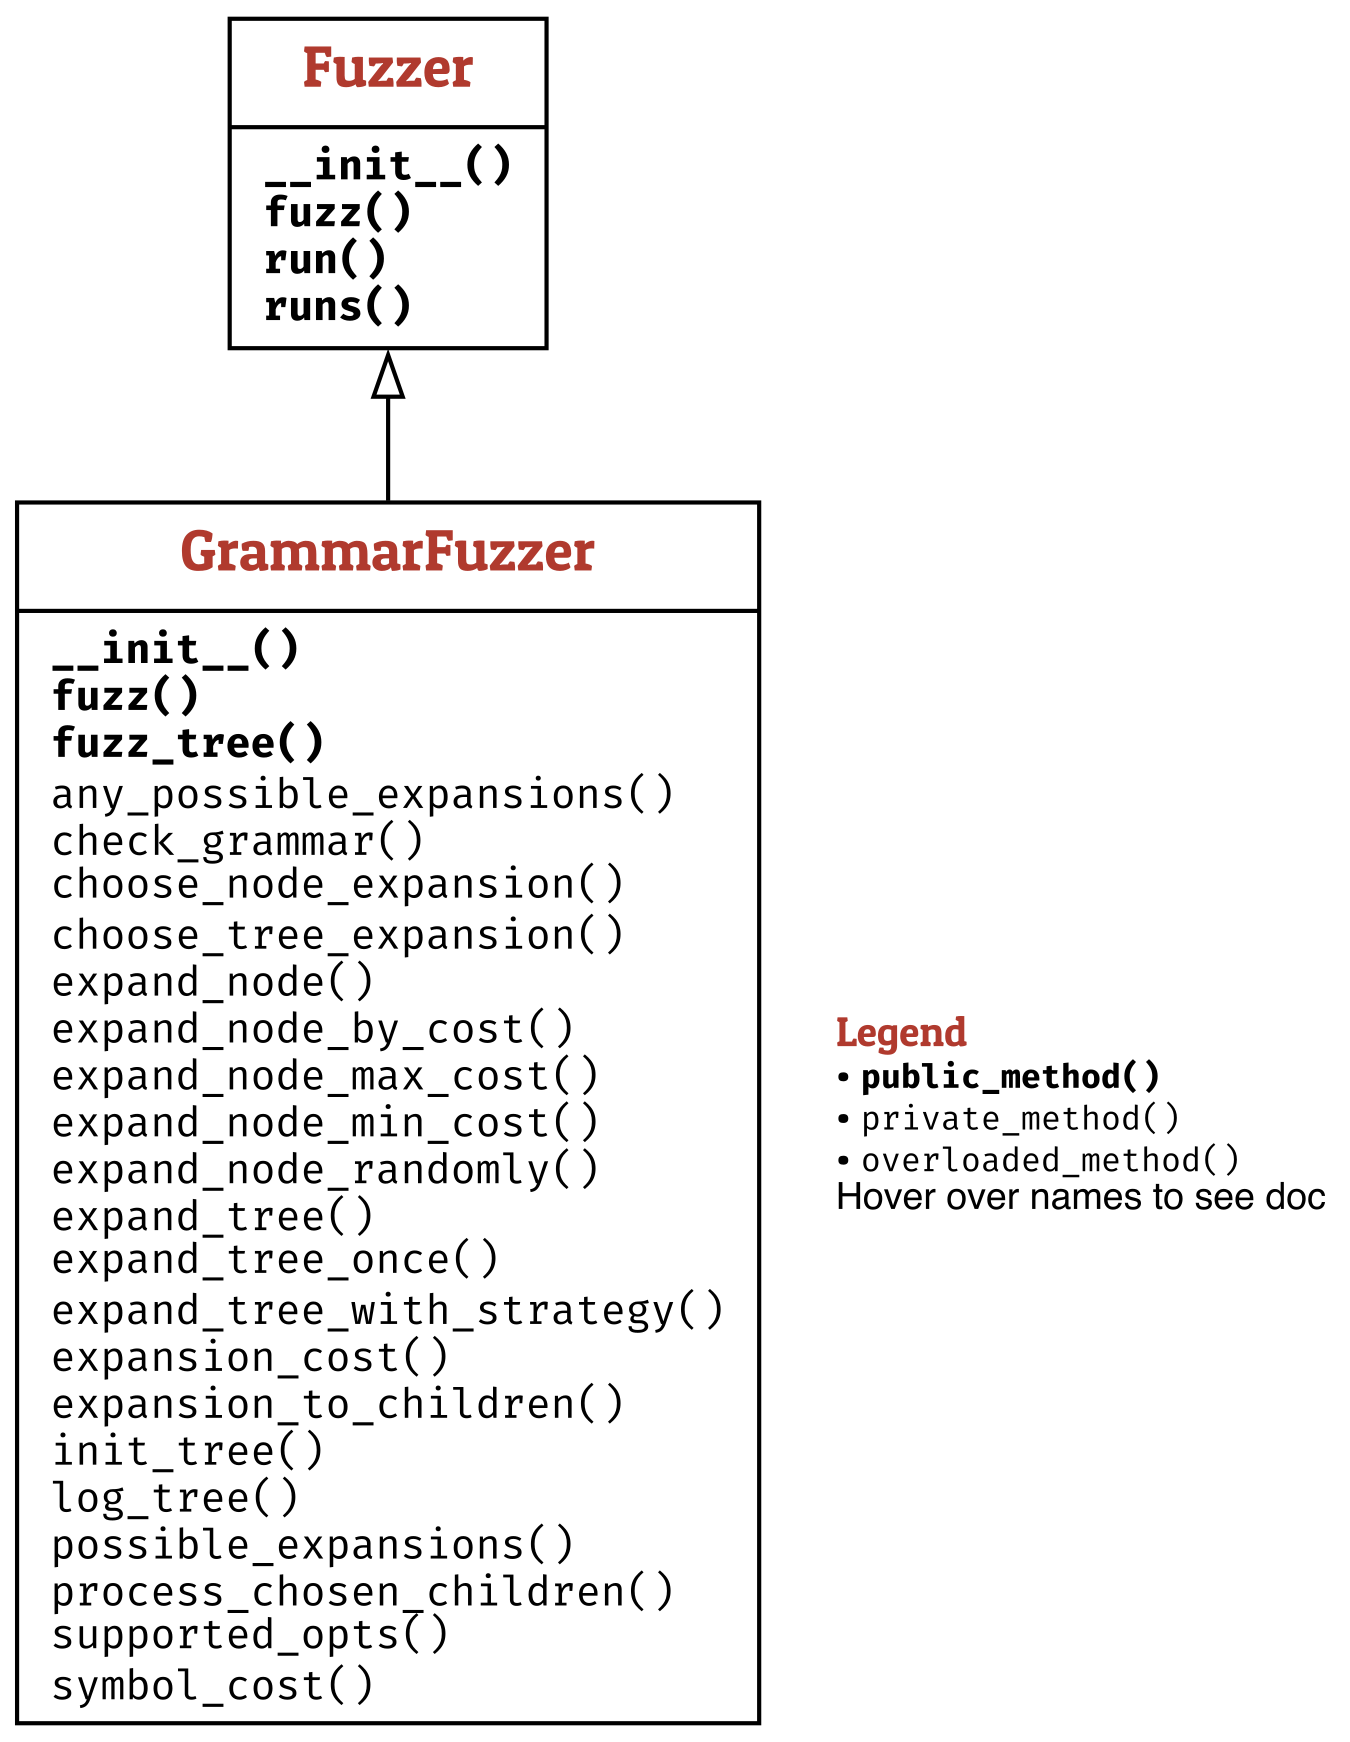 Fuzzer
__init__()
fuzz()
run()
runs()
GrammarFuzzer
__init__()
fuzz()
fuzz_tree()
any_possible_expansions()
check_grammar()
choose_node_expansion()
choose_tree_expansion()
expand_node()
expand_node_by_cost()
expand_node_max_cost()
expand_node_min_cost()
expand_node_randomly()
expand_tree()
expand_tree_once()
expand_tree_with_strategy()
expansion_cost()
expansion_to_children()
init_tree()
log_tree()
possible_expansions()
process_chosen_children()
supported_opts()
symbol_cost()
Legend
• public_method()
• private_method()
• overloaded_method()
Hover over names to see doc